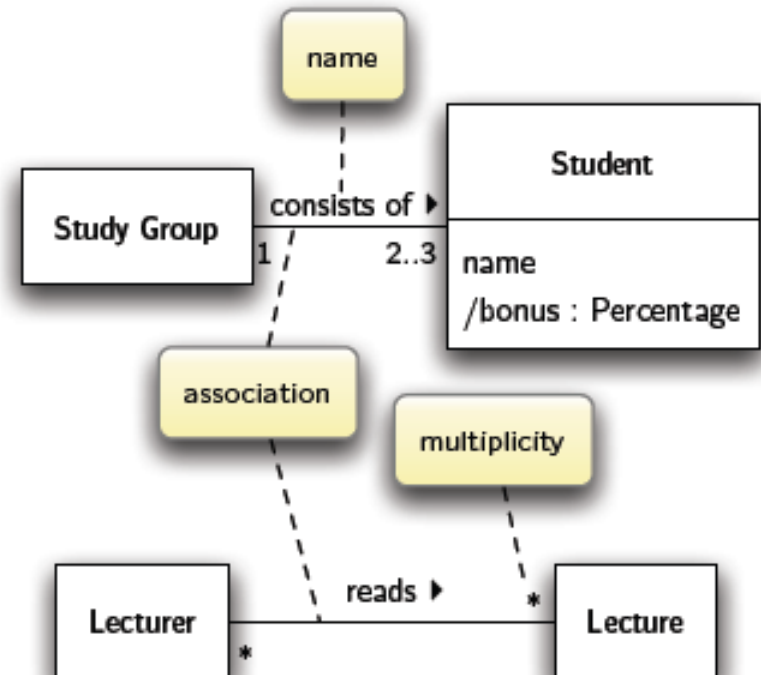 name
Student
consists of ▶
Study Group
1
2..3
name
/bonus : Percentage
association
multiplicity
reads ▶
*
Lecturer
Lecture
*